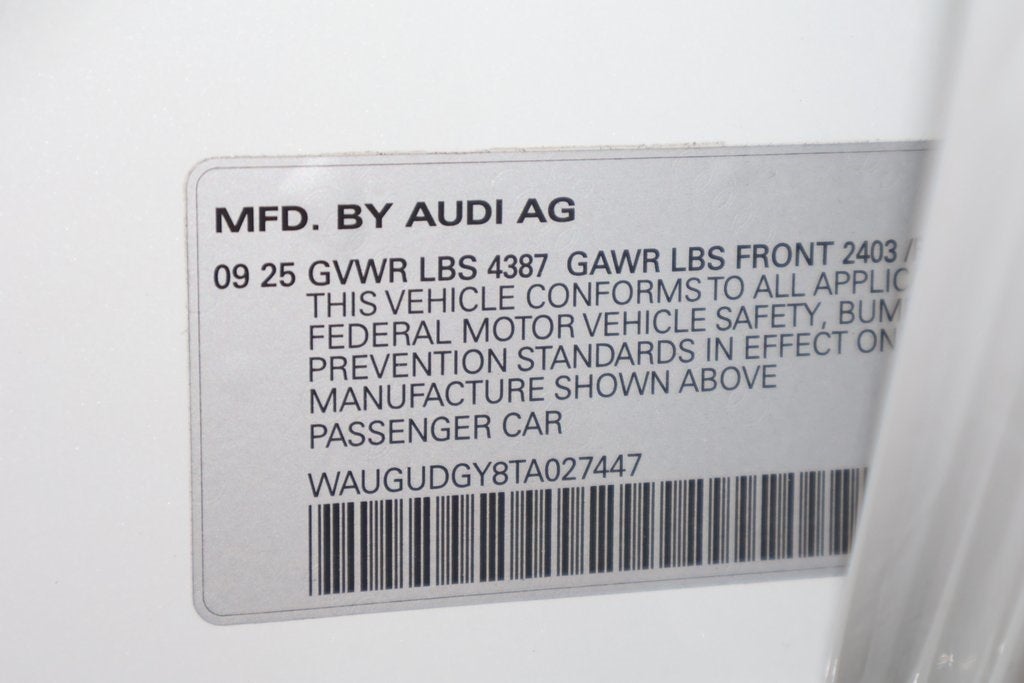 MFD. BY AUDI AG
09 25 GVWR LBS 4387 GAWR LBS FRONT 2403 /
THIS VEHICLE CONFORMS TO ALL
FEDERAL MOTOR VEHICLE SAFETY,
PREVENTION STANDARDS IN EFFECT ON
MANUFACTURE SHOWN ABOVE
PASSENGER CAR
WAUGUDGY8TA027447